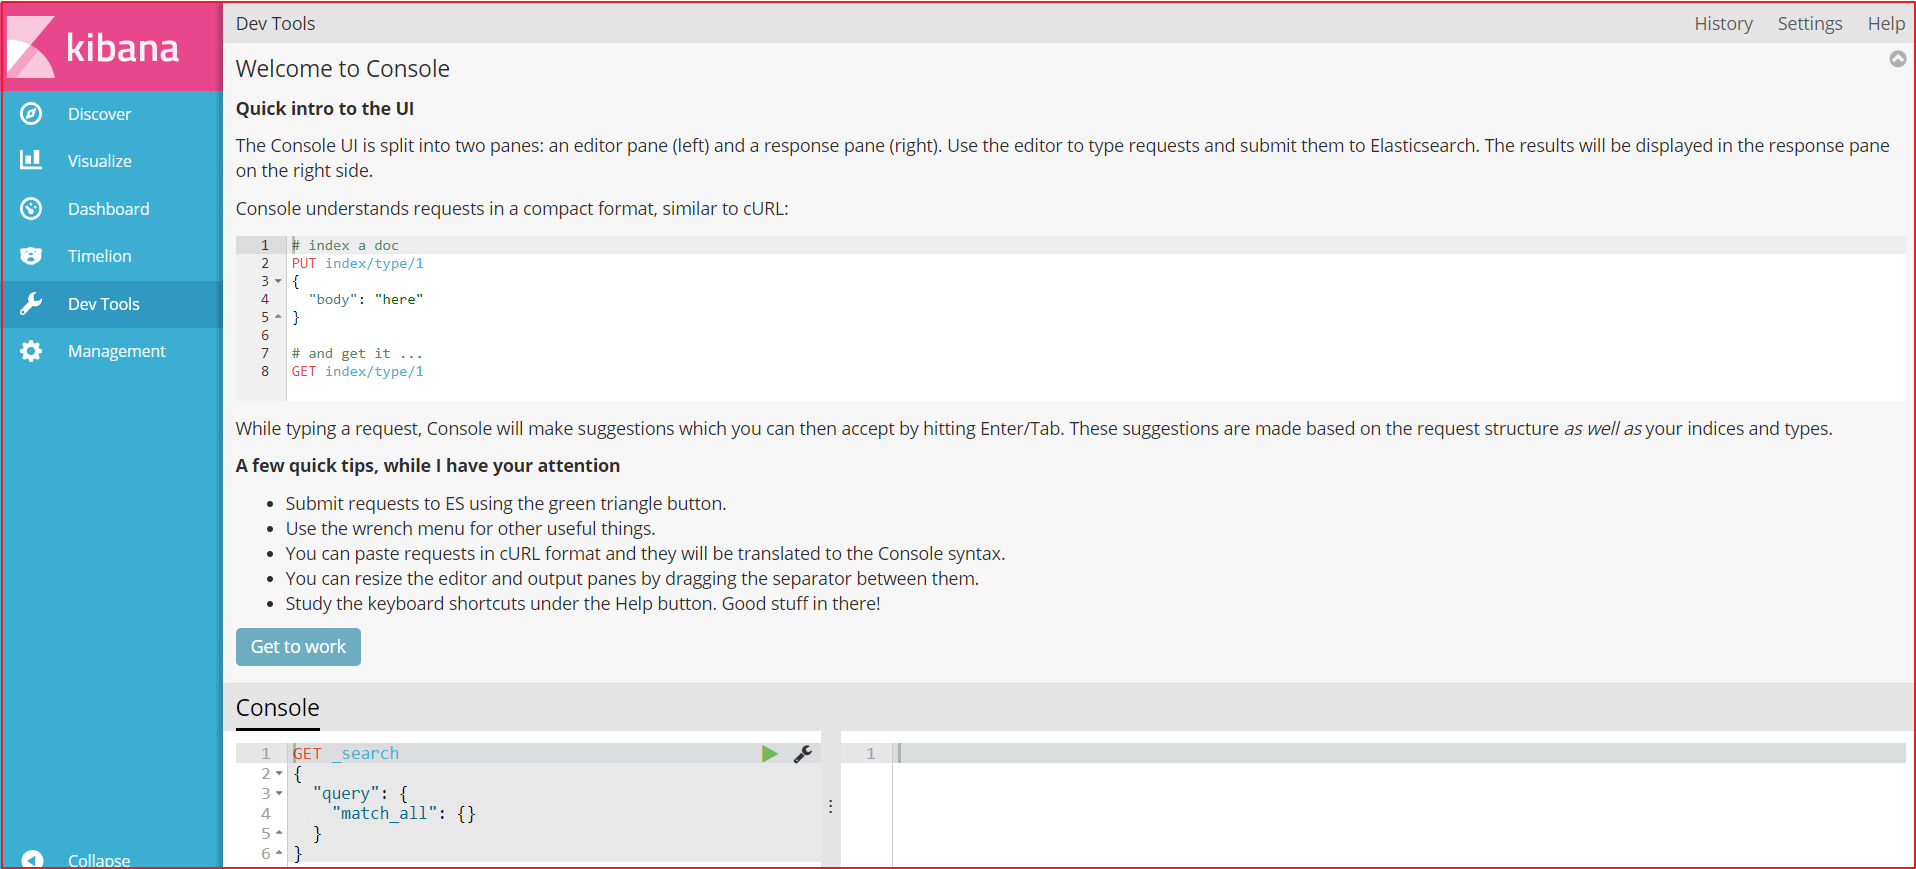 kibana
Discover
Visualize
Dashboard
Timelion
Dev Tools
Management
Collapse
Dev Tools
History Settings Help
Welcome to Console
Quick intro to the UI
The Console UI is split into two panes: an editor pane (left) and a response pane (right). Use the editor to type requests and submit them to Elasticsearch. The results will be displayed in the response pane
on the right side.
Console understands requests in a compact format, similar to cURL:
1 # index a doc
2 PUT index/type/1
3 {
4 "body": "here"
5 }
6
7 # and get it ...
8 GET index/type/1
While typing a request, Console will make suggestions which you can then accept by hitting Enter/Tab. These suggestions are made based on the request structure as well as your indices and types.
A few quick tips, while I have your attention
• Submit requests to ES using the green triangle button.
• Use the wrench menu for other useful things.
• You can paste requests in cURL format and they will be translated to the Console syntax.
• You can resize the editor and output panes by dragging the separator between them.
• Study the keyboard shortcuts under the Help button. Good stuff in there!
Get to work
Console
1 GET _search
2 {
3 "query": {
4 "match_all": {}
5 }
6 }
1